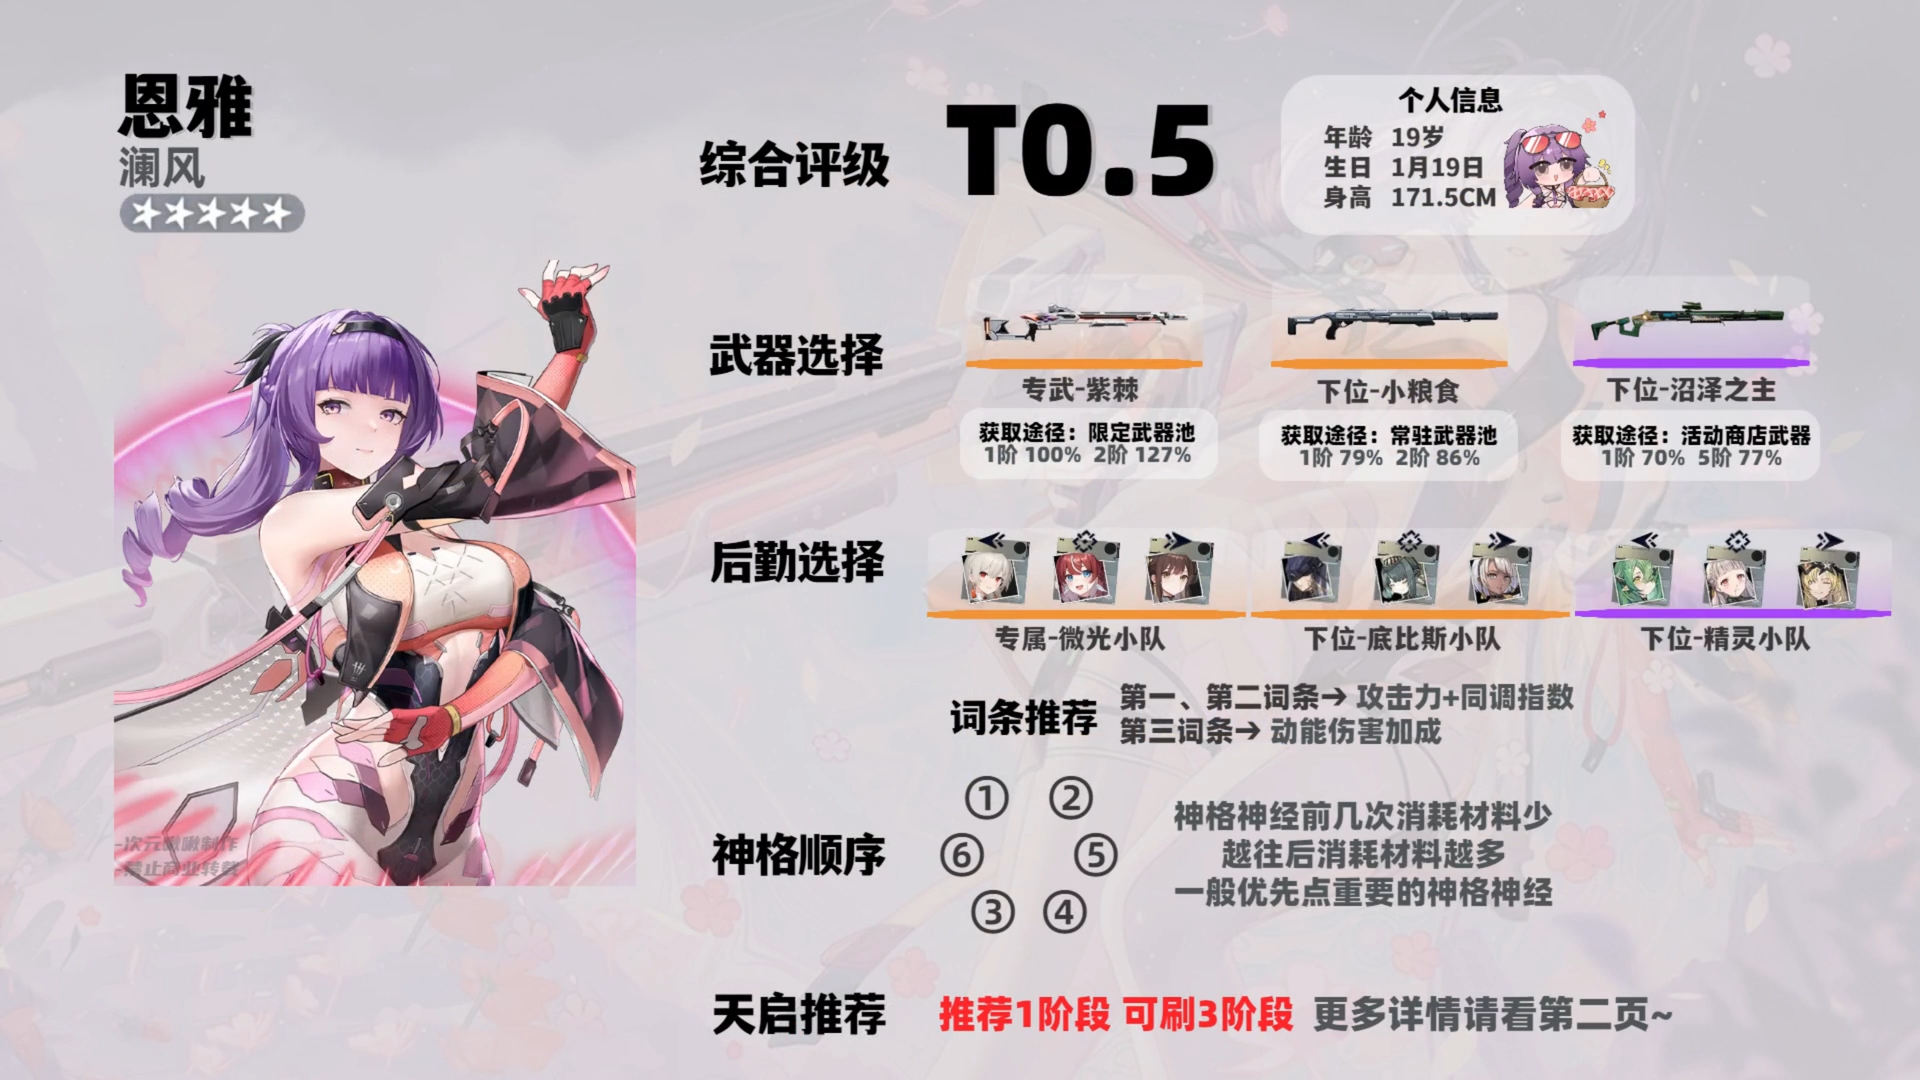 恩雅
澜风
综合评级
T0.5
个人信息
年龄 19岁
生日 1月19日
身高 171.5CM
武器选择
专武-紫棘
获取途径：限定武器池
1阶 100% 2阶 127%
下位-小粮食
获取途径：常驻武器池
1阶 79% 2阶 86%
下位-沼泽之主
获取途径：活动商店武器
1阶 70% 5阶 77%
后勤选择
专属-微光小队
下位-底比斯小队
下位-精灵小队
词条推荐
第一、第二词条→ 攻击力+同调指数
第三词条→ 动能伤害加成
神格顺序
① ②
⑥ ⑤
③ ④
神格神经前几次消耗材料少
越往后消耗材料越多
一般优先点重要的神格神经
天启推荐
推荐1阶段 可刷3阶段 更多详情请看第二页~
-次元啾啾制作
-禁止商业转载